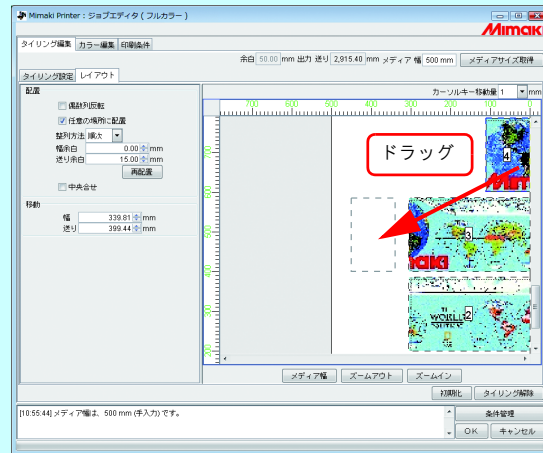 Mimaki Printer : ジョブエディタ ( フルカラー )
Mimaki
タイリング編集 カラー編集 印刷条件
余白 50.00 mm 出力 送り 2,915.40 mm メディア 幅 500 mm メディアサイズ取得
タイリング設定 レイアウト
配置
カーソルキー移動量 1 mm
偶数列反転
任意の場所に配置
整列方法 順次
幅余白 0.00 mm
送り余白 15.00 mm
再配置
中央合せ
移動
幅 339.81 mm
送り 399.44 mm
700 600 500 400 300 200 100 0
700
600
500
400
300
200
ドラッグ
4
3
maki
WORLD
2
メディア幅 ズームアウト ズームイン
初期化 タイリング解除
[10:55:44] メディア幅は、500 mm (手入力) です。
条件管理
OK キャンセル